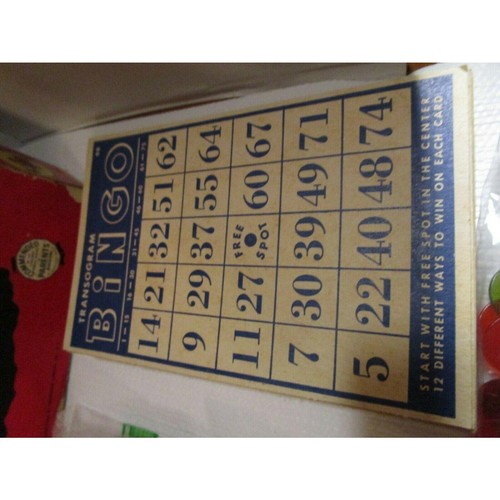 TRANSOGRAM
BINGO
1—15 16—30 31—45 46—60 61—75
14 21 32 51 62
9 29 37 55 64
11 27 FREE SPOT 60 67
7 30 39 49 71
5 22 40 48 74
START WITH FREE SPOT IN THE CENTER
12 DIFFERENT WAYS TO WIN ON EACH CARD
PARENTS'